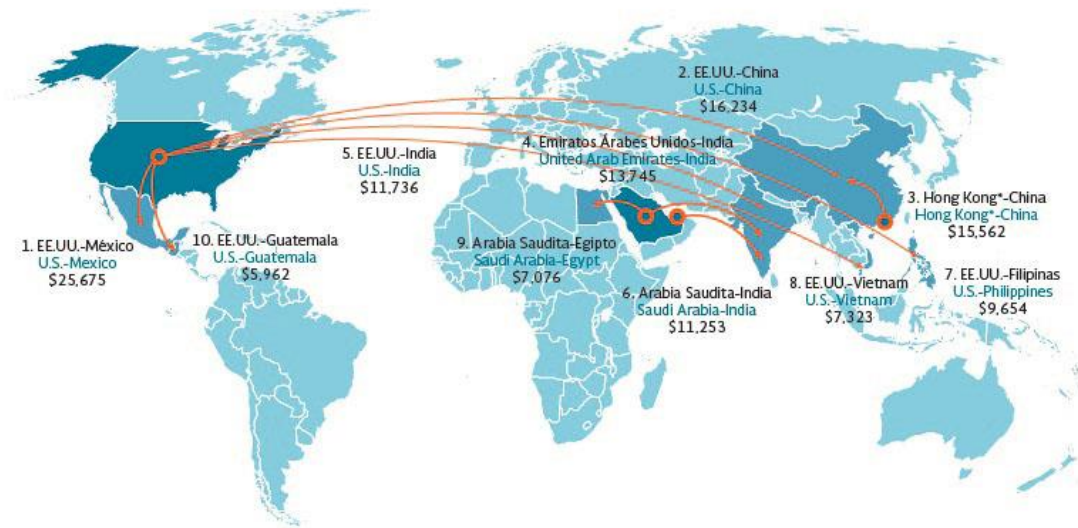 2. EE.UU.-China
U.S.-China
$16,234
4. Emiratos Árabes Unidos-India
United Arab Emirates-India
$13,745
5. EE.UU.-India
U.S.-India
$11,736
3. Hong Kong*-China
Hong Kong*-China
$15,562
1. EE.UU.-México
U.S.-Mexico
$25,675
10. EE.UU.-Guatemala
U.S.-Guatemala
$5,962
9. Arabia Saudita-Egipto
Saudi Arabia-Egypt
$7,076
6. Arabia Saudita-India
Saudi Arabia-India
$11,253
8. EE.UU.-Vietnam
U.S.-Vietnam
$7,323
7. EE.UU.-Filipinas
U.S.-Philippines
$9,654